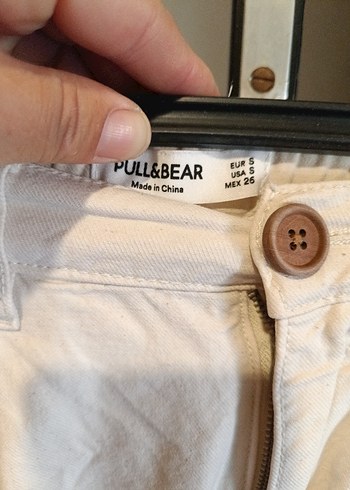 PULL&BEAR
Made in China
EUR S
USA S
MEX 26